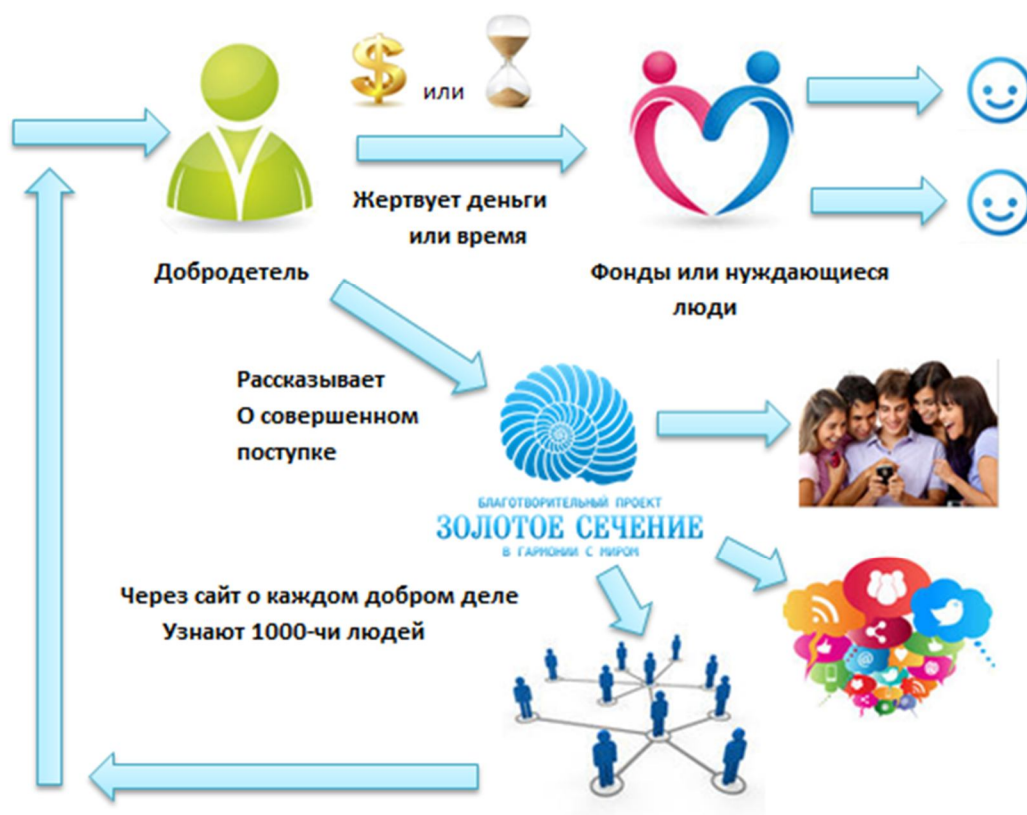 или
Жертвует деньги
или время
Добродетель
Фонды или нуждающиеся
люди
Рассказывает
О совершенном
поступке
БЛАГОТВОРИТЕЛЬНЫЙ ПРОЕКТ
ЗОЛОТОЕ СЕЧЕНИЕ
В ГАРМОНИИ С МИРОМ
Через сайт о каждом добром деле
Узнают 1000-чи людей